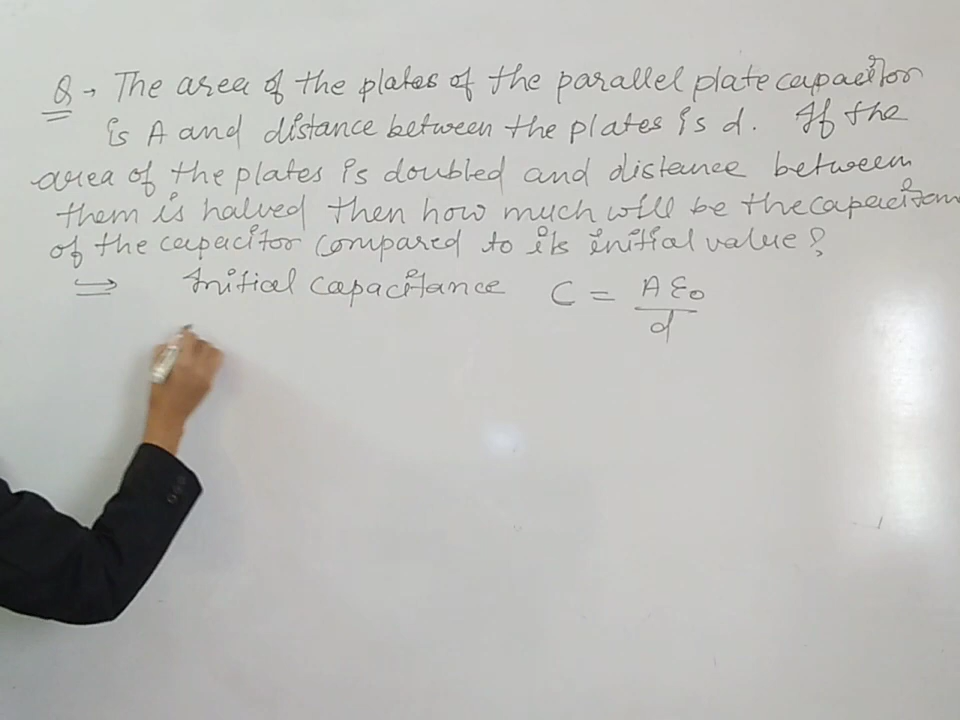 Q → The area of the plates of the parallel plate capacitor
is A and distance between the plates is d. If the
area of the plates is doubled and distance between
them is halved then how much will be the capacitance
of the capacitor compared to its initial value?
⇒ Initial capacitance C = Aε₀/d